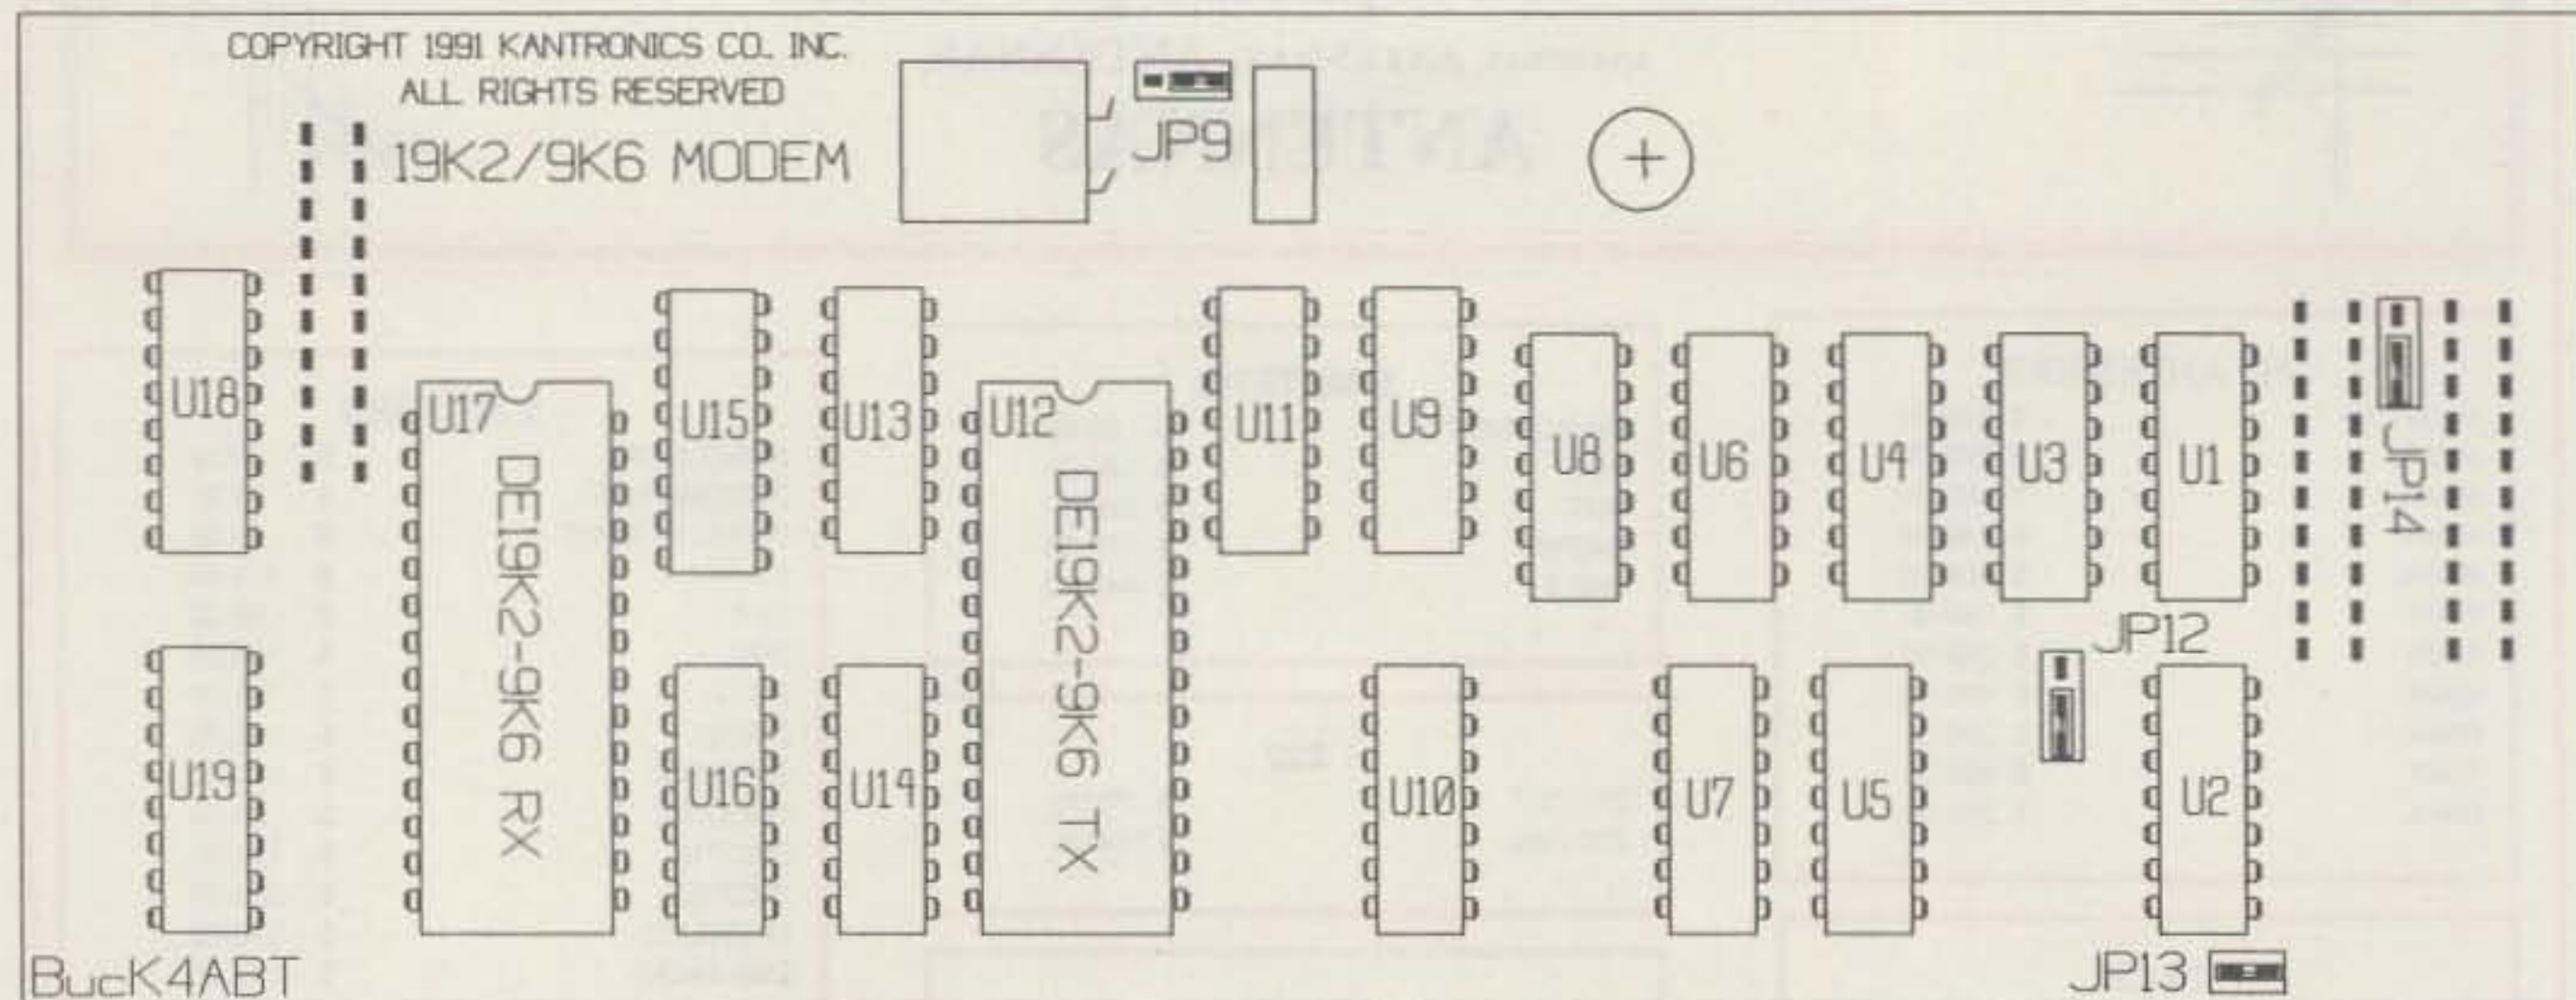 COPYRIGHT 1991 KANTRONICS CO. INC.
ALL RIGHTS RESERVED
19K2/9K6 MODEM
JP9
U18
U17
DE19K2-9K6 RX
U15
U13
U12
DE19K2-9K6 TX
U11
U9
U8
U6
U4
U3
U1
JP14
JP12
U19
U16
U14
U10
U7
U5
U2
BucK4ABT
JP13